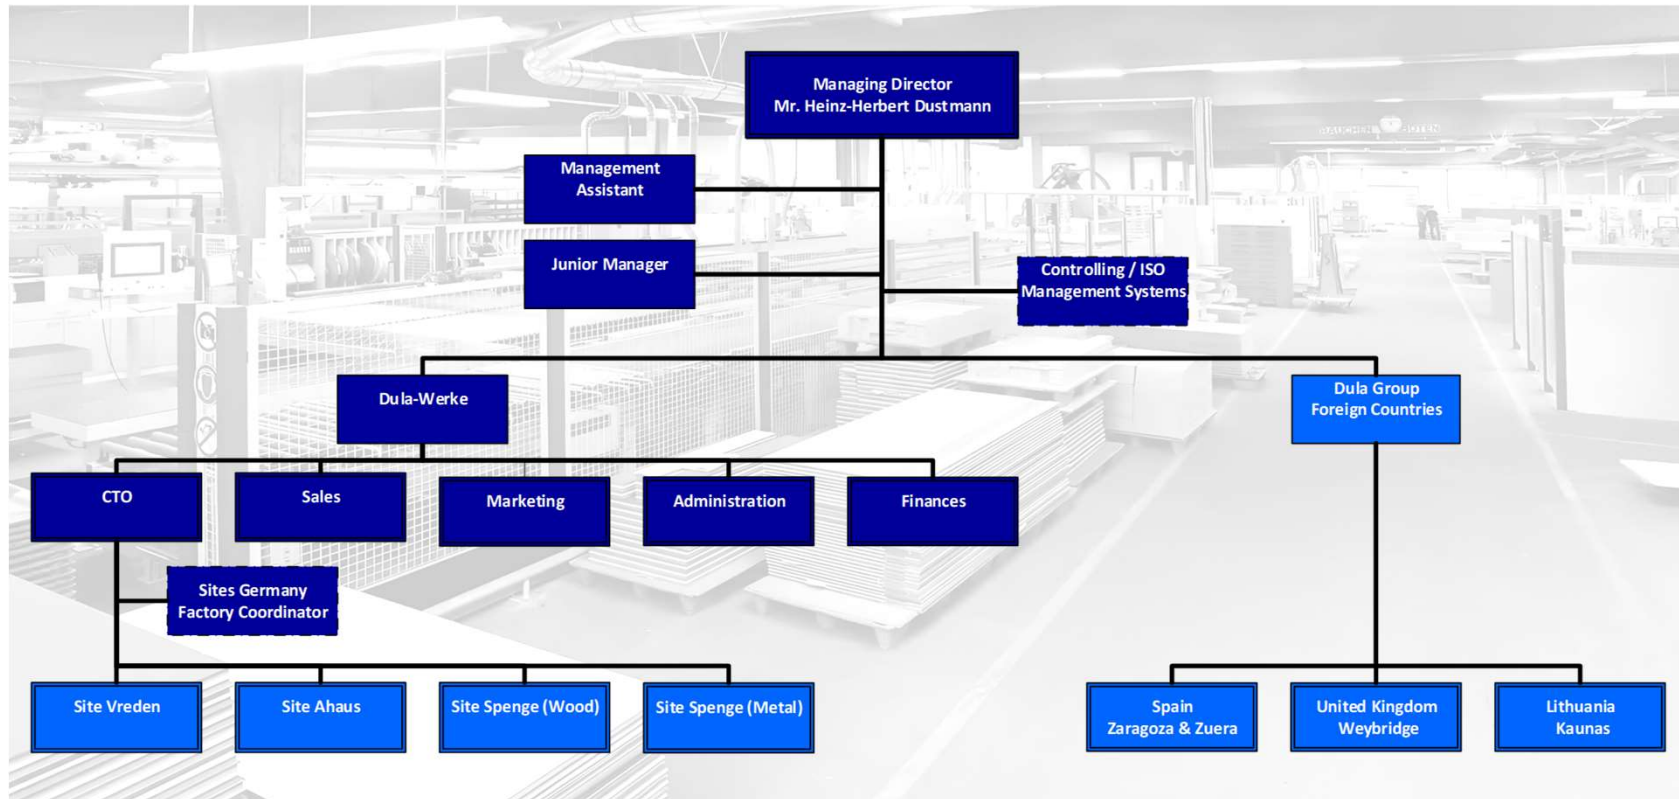 RAUCHEN VERBOTEN
Managing Director
Mr. Heinz-Herbert Dustmann
Management
Assistant
Junior Manager
Controlling / ISO
Management Systems
Dula-Werke
Dula Group
Foreign Countries
CTO
Sales
Marketing
Administration
Finances
Sites Germany
Factory Coordinator
Site Vreden
Site Ahaus
Site Spenge (Wood)
Site Spenge (Metal)
Spain
Zaragoza & Zuera
United Kingdom
Weybridge
Lithuania
Kaunas